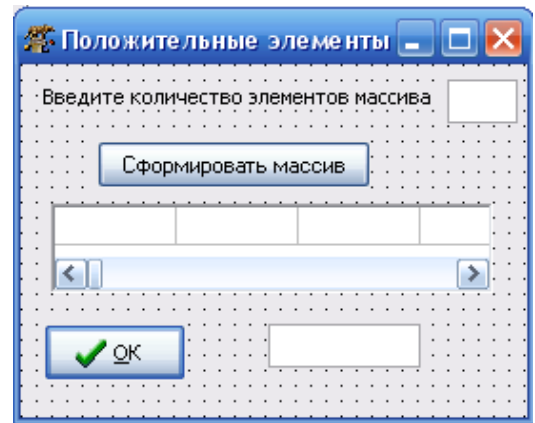 Положительные элементы
Введите количество элементов массива
Сформировать массив
OK